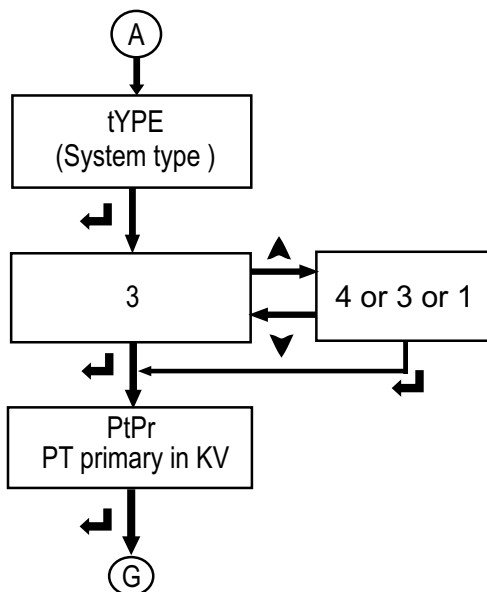 A
tYPE
(System type )
3
4 or 3 or 1
PtPr
PT primary in KV
G